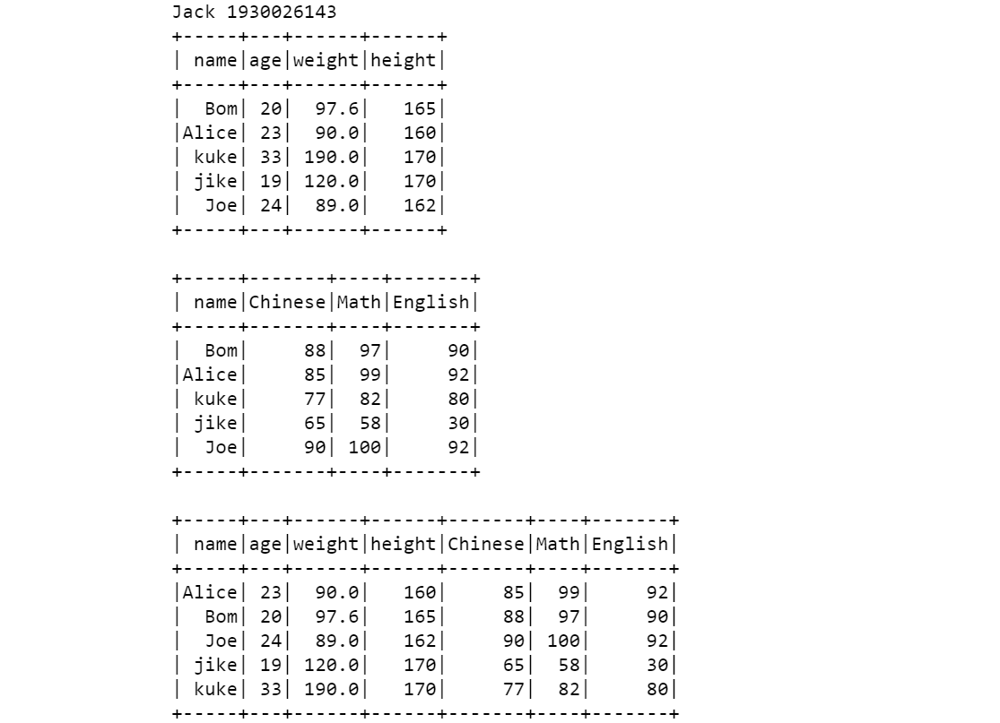 Jack 1930026143
+-----+---+------+------+
| name|age|weight|height|
+-----+---+------+------+
|  Bom| 20|  97.6|   165|
|Alice| 23|  90.0|   160|
| kuke| 33| 190.0|   170|
| jike| 19| 120.0|   170|
|  Joe| 24|  89.0|   162|
+-----+---+------+------+
+-----+-------+----+-------+
| name|Chinese|Math|English|
+-----+-------+----+-------+
|  Bom|     88|  97|     90|
|Alice|     85|  99|     92|
| kuke|     77|  82|     80|
| jike|     65|  58|     30|
|  Joe|     90| 100|     92|
+-----+-------+----+-------+
+-----+---+------+------+-------+----+-------+
| name|age|weight|height|Chinese|Math|English|
+-----+---+------+------+-------+----+-------+
|Alice| 23|  90.0|   160|     85|  99|     92|
|  Bom| 20|  97.6|   165|     88|  97|     90|
|  Joe| 24|  89.0|   162|     90| 100|     92|
| jike| 19| 120.0|   170|     65|  58|     30|
| kuke| 33| 190.0|   170|     77|  82|     80|
+-----+---+------+------+-------+----+-------+